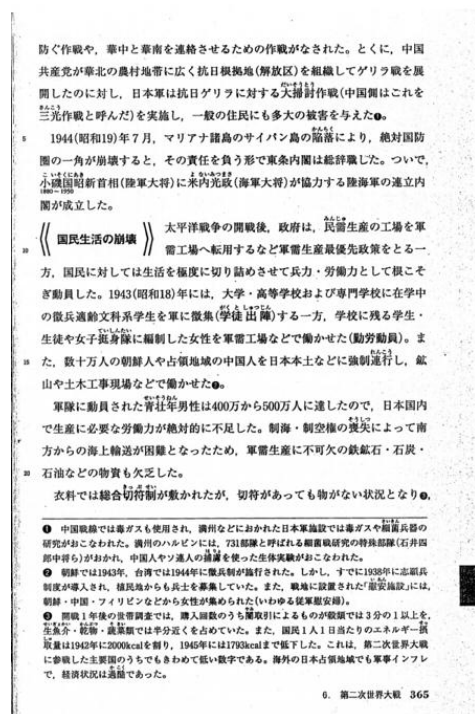 防ぐ作戦や，華中と華南を連絡させるための作戦がなされた。とくに，中国
共産党が華北の農村地帯に広く抗日根拠地(解放区)を組織してゲリラ戦を展
開したのに対し，日本軍は抗日ゲリラに対する大掃討作戦(中国側はこれを
三光作戦と呼んだ)を実施し，一般の住民にも多大の被害を与えた❶。
1944(昭和19)年7月，マリアナ諸島のサイパン島の陥落により，絶対国防
圏の一角が崩壊すると，その責任を負う形で東条内閣は総辞職した。ついで，
小磯国昭新首相(陸軍大将)に米内光政(海軍大将)が協力する陸海軍の連立内
1880～1950
閣が成立した。
国民生活の崩壊
太平洋戦争の開戦後，政府は，民需生産の工場を軍
需工場へ転用するなど軍需生産最優先政策をとる一
方，国民に対しては生活を極度に切り詰めさせて兵力・労働力として根こそ
ぎ動員した。1943(昭和18)年には，大学・高等学校および専門学校に在学中
の徴兵適齢文科系学生を軍に徴集(学徒出陣)する一方，学校に残る学生・
生徒や女子挺身隊に編制した女性を軍需工場などで働かせた(勤労動員)。ま
た，数十万人の朝鮮人や占領地域の中国人を日本本土などに強制連行し，鉱
山や土木工事現場などで働かせた❷。
軍隊に動員された青壮年男性は400万から500万人に達したので，日本国内
で生産に必要な労働力が絶対的に不足した。制海・制空権の喪失によって南
方からの海上輸送が困難となったため，軍需生産に不可欠の鉄鉱石・石炭・
石油などの物資も欠乏した。
衣料では総合切符制が敷かれたが，切符があっても物がない状況となり❸，
❶ 中国戦線では毒ガスも使用され，満州などにおかれた日本軍施設では毒ガスや細菌兵器の
研究がおこなわれた。満州のハルビンには，731部隊と呼ばれる細菌戦研究の特殊部隊(石井四
郎中将ら)がおかれ，中国人やソ連人の捕虜を使った生体実験がおこなわれた。
❷ 朝鮮では1943年，台湾では1944年に徴兵制が施行された。しかし，すでに1938年に志願兵
制度が導入され，植民地からも兵士を募集していた。また，戦地に設置された「慰安施設」には，
朝鮮・中国・フィリピンなどから女性が集められた(いわゆる従軍慰安婦)。
❸ 開戦1年後の世帯調査では，購入回数のうち闇取引によるものが穀類では3分の1以上を，
生魚介・乾物・蔬菜類では半分近くを占めていた。また，国民1人1日当たりのエネルギー摂
取量は1942年に2000kcalを割り，1945年には1793kcalまで低下した。これは，第二次世界大戦
に参戦した主要国のうちでもきわめて低い数字である。海外の日本占領地域でも軍事インフレ
で，経済状況は過酷であった。
6. 第二次世界大戦 365